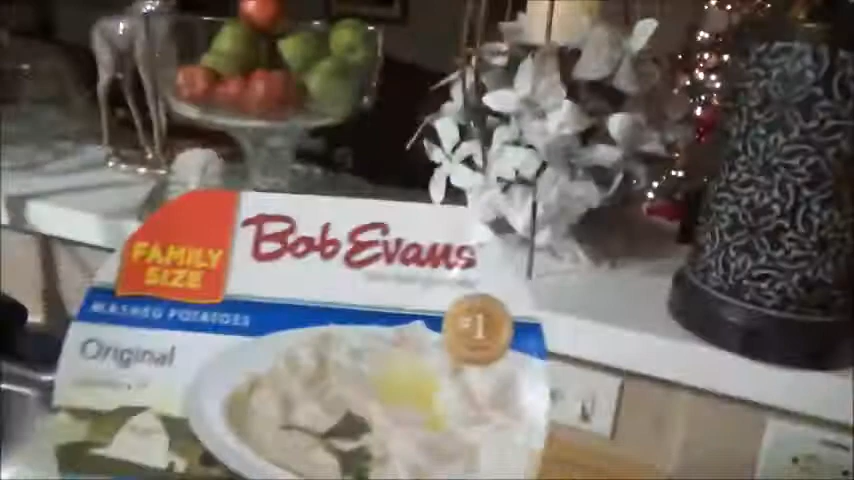 Bob Evans
FAMILY
SIZE
MASHED POTATOES
#1
Original